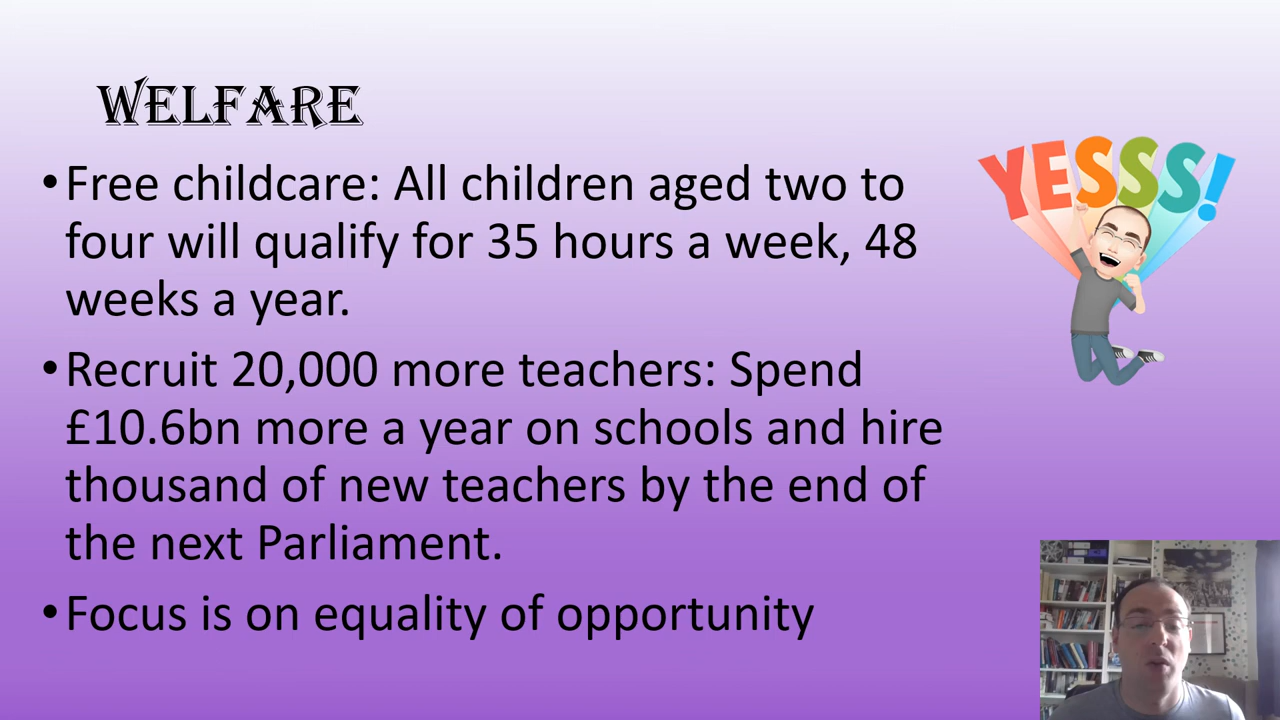 WELFARE
YESSS!
•Free childcare: All children aged two to
four will qualify for 35 hours a week, 48
weeks a year.
•Recruit 20,000 more teachers: Spend
£10.6bn more a year on schools and hire
thousand of new teachers by the end of
the next Parliament.
•Focus is on equality of opportunity